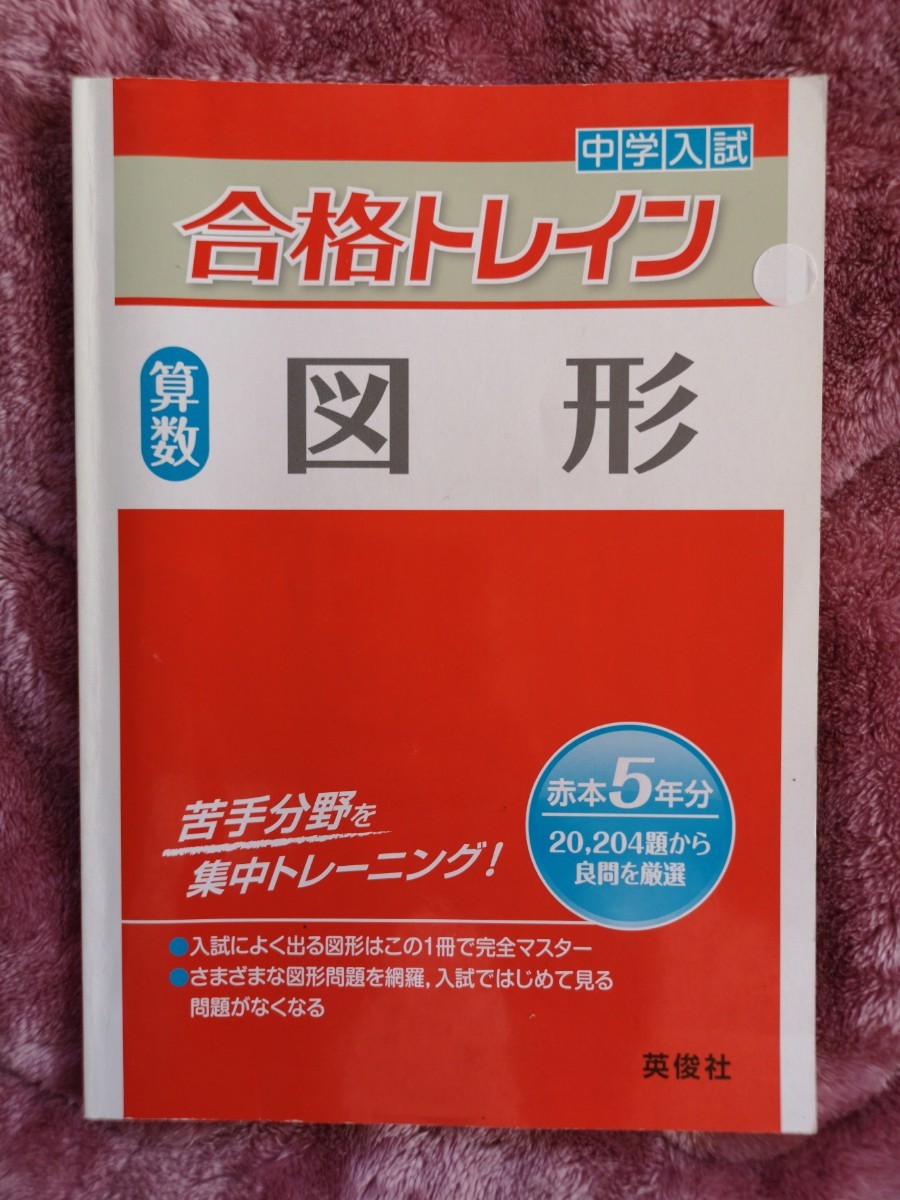 中学入試
合格トレイン
算数
図形
苦手分野を
集中トレーニング！
赤本5年分
20,204題から
良問を厳選
●入試によく出る図形はこの1冊で完全マスター
●さまざまな図形問題を網羅，入試ではじめて見る
問題がなくなる
英俊社